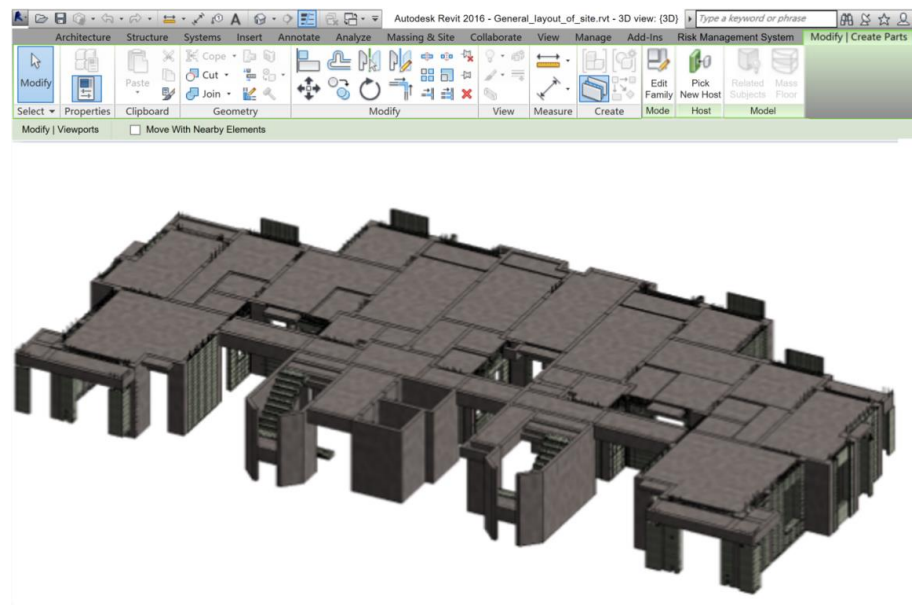 Autodesk Revit 2016 - General_layout_of_site.rvt - 3D view: {3D}
Type a keyword or phrase
Architecture Structure Systems Insert Annotate Analyze Massing & Site Collaborate View Manage Add-Ins Risk Management System Modify | Create Parts
Modify
Paste
Cope
Cut
Join
Edit Family
Pick New Host
Related Subjects
Mass Floor
Select Properties Clipboard Geometry Modify View Measure Create Mode Host Model
Modify | Viewports Move With Nearby Elements